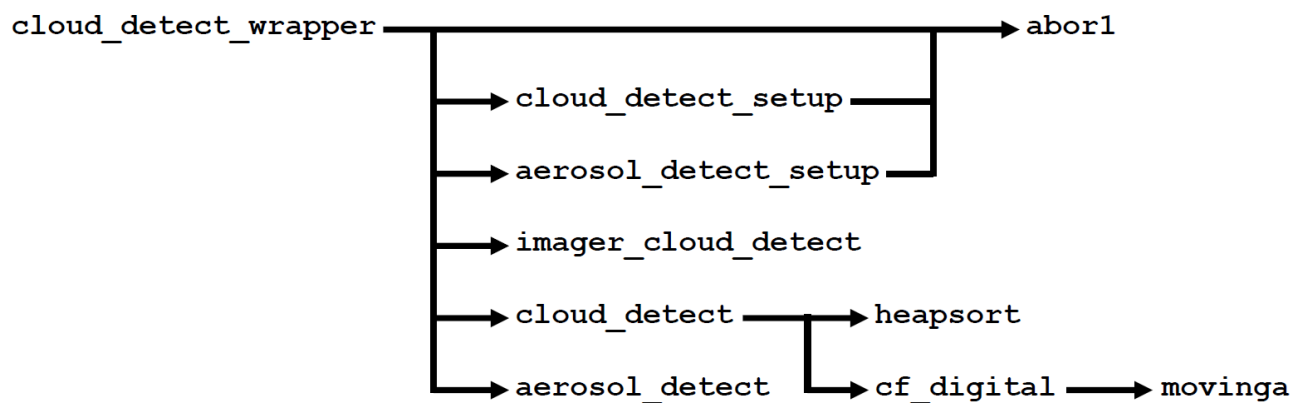 cloud_detect_wrapper abor1
cloud_detect_setup
aerosol_detect_setup
imager_cloud_detect
cloud_detect heapsort
aerosol_detect cf_digital movinga